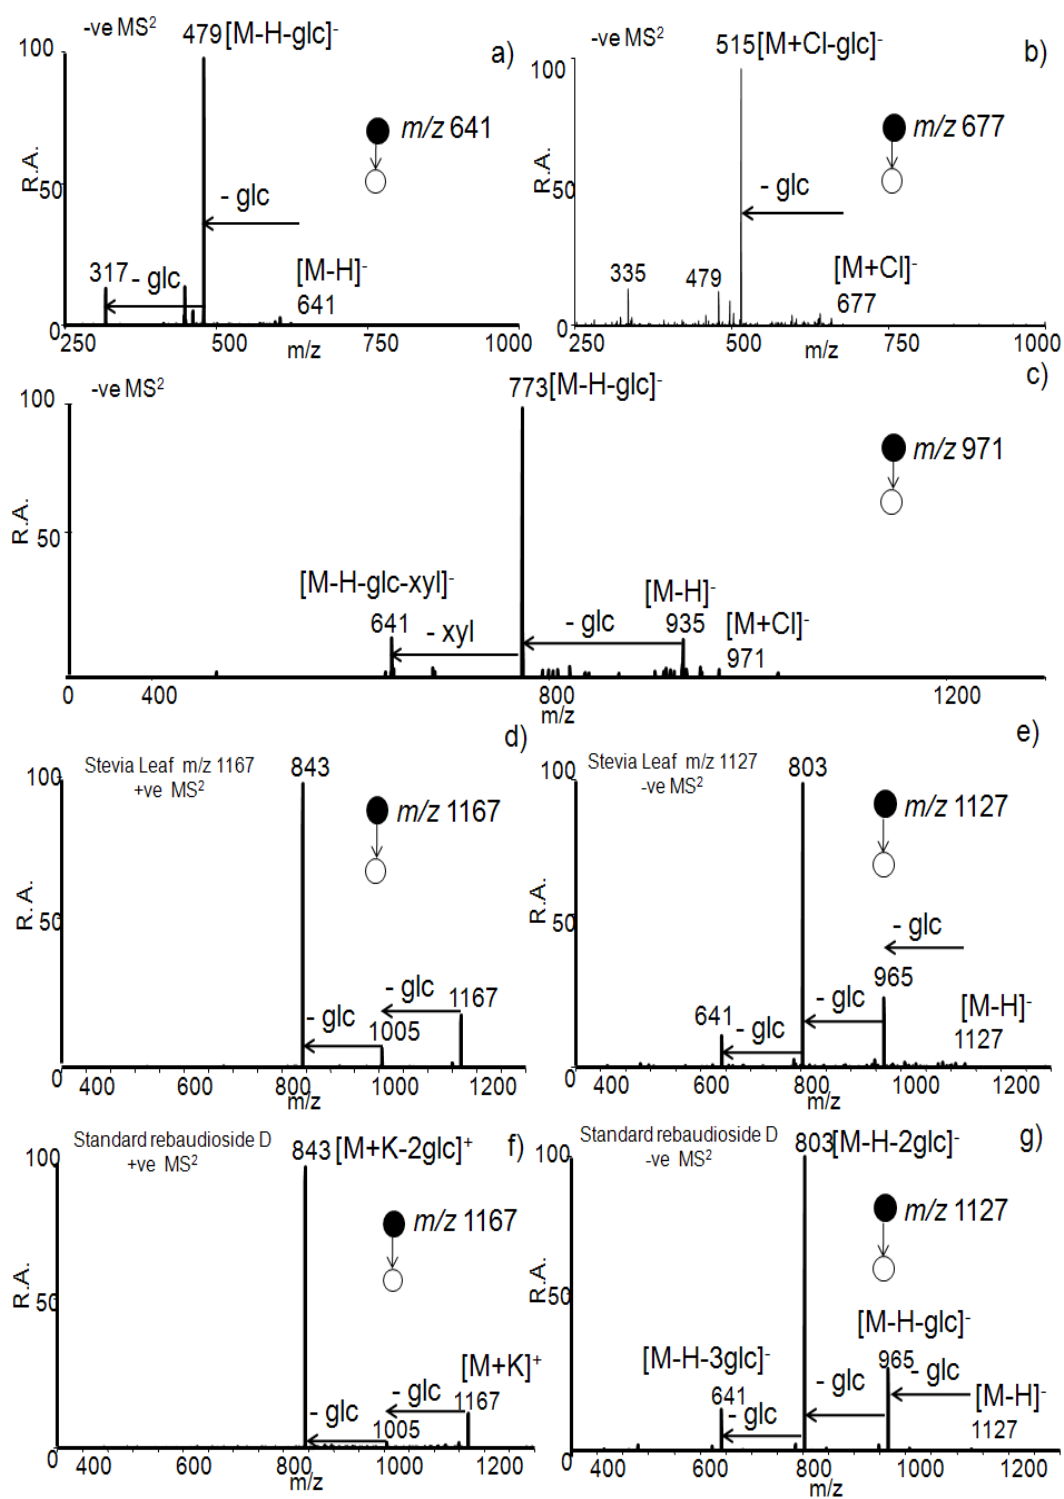 -ve MS²
479[M-H-glc]⁻
a)
100
m/z 641
R.A.
50
- glc
317
- glc
[M-H]⁻
641
0
250
500
750
1000
m/z
-ve MS²
515[M+Cl-glc]⁻
b)
100
m/z 677
R.A.
50
- glc
335
479
[M+Cl]⁻
677
0
250
500
750
1000
m/z
-ve MS²
773[M-H-glc]⁻
c)
100
m/z 971
R.A.
50
[M-H-glc-xyl]⁻
641
- xyl
- glc
[M-H]⁻
935
[M+Cl]⁻
971
0
400
800
1200
m/z
d)
Stevia Leaf m/z 1167
+ve MS²
843
100
m/z 1167
R.A.
50
- glc
- glc
1167
1005
0
400
600
800
1000
1200
m/z
e)
Stevia Leaf m/z 1127
-ve MS²
803
100
m/z 1127
R.A.
50
- glc
965
- glc
641
- glc
[M-H]⁻
1127
0
400
600
800
1000
1200
m/z
Standard rebaudioside D
+ve MS²
843 [M+K-2glc]⁺
f)
100
m/z 1167
R.A.
50
[M+K]⁺
- glc
1167
- glc
1005
0
400
600
800
1000
1200
m/z
Standard rebaudioside D
-ve MS²
803[M-H-2glc]⁻
g)
100
m/z 1127
R.A.
50
[M-H-glc]⁻
[M-H-3glc]⁻
965
- glc
- glc
[M-H]⁻
641
- glc
1127
0
400
600
800
1000
1200
m/z